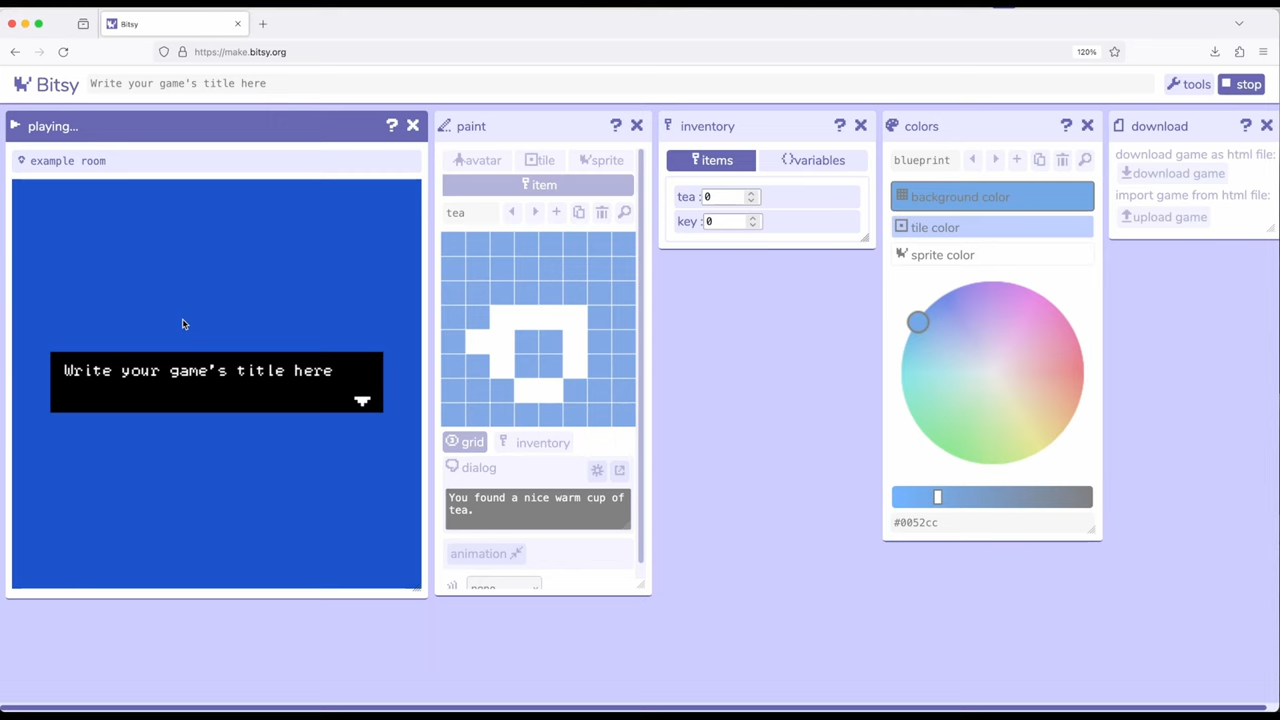 Bitsy
https://make.bitsy.org
120%
Bitsy
Write your game's title here
tools
stop
playing...
?
example room
Write your game's title here
paint
?
avatar
tile
sprite
item
tea
grid
inventory
dialog
You found a nice warm cup of
tea.
animation
inventory
?
items
variables
tea : 0
key : 0
colors
?
blueprint
background color
tile color
sprite color
#0052cc
download
?
download game as html file:
download game
import game from html file:
upload game